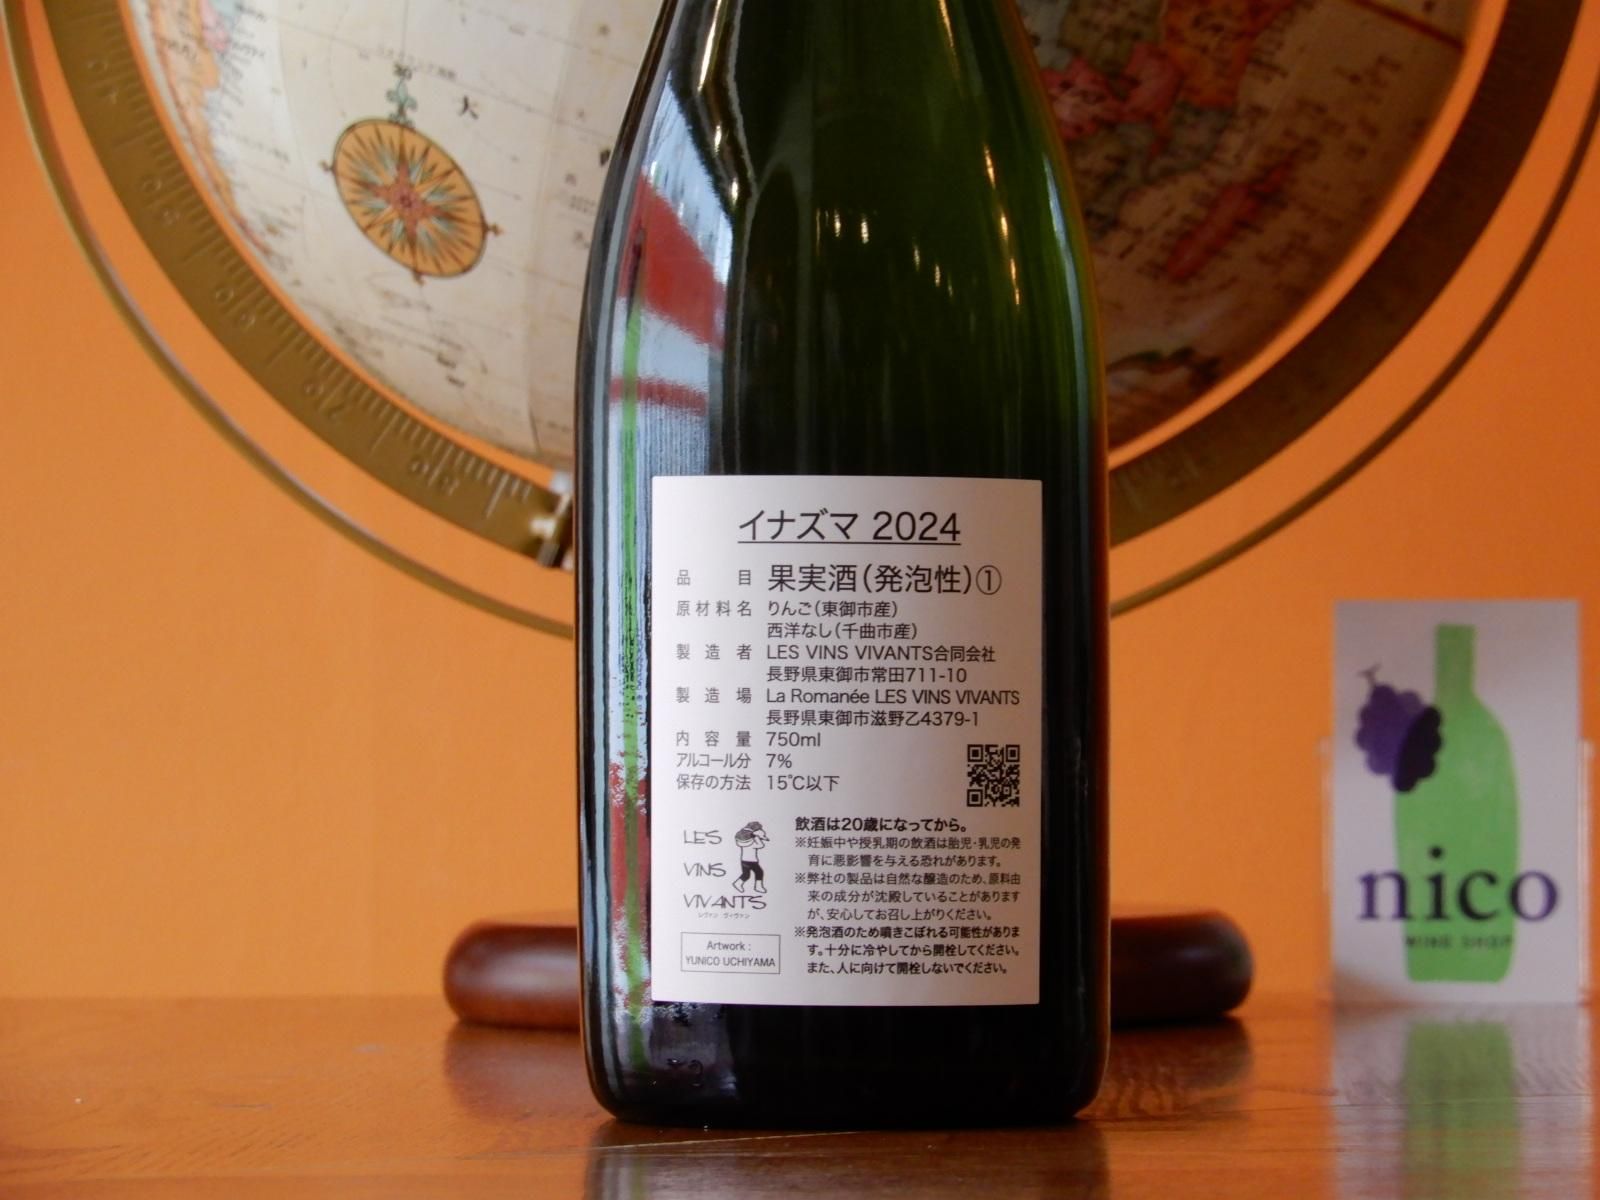 イナズマ 2024
品目 果実酒(発泡性)①
原材料名 りんご(東御市産)
西洋なし(千曲市産)
製造者 LES VINS VIVANTS合同会社
長野県東御市常田711-10
製造場 La Romanée LES VINS VIVANTS
長野県東御市滋野乙4379-1
内容量 750ml
アルコール分 7%
保存の方法 15℃以下
飲酒は20歳になってから。
※妊娠中や授乳期の飲酒は胎児・乳児の発
育に悪影響を与える恐れがあります。
※弊社の製品は自然な醸造のため、原料由
来の成分が沈殿していることがあります
が、安心してお召し上がりください。
※発泡酒のため噴きこぼれる可能性がありま
す。十分に冷やしてから開栓してください。
また、人に向けて開栓しないでください。
LES
VINS
VIVANTS
レヴァン ヴィヴァン
Artwork :
YUNICO UCHIYAMA
nico
WINE SHOP
大